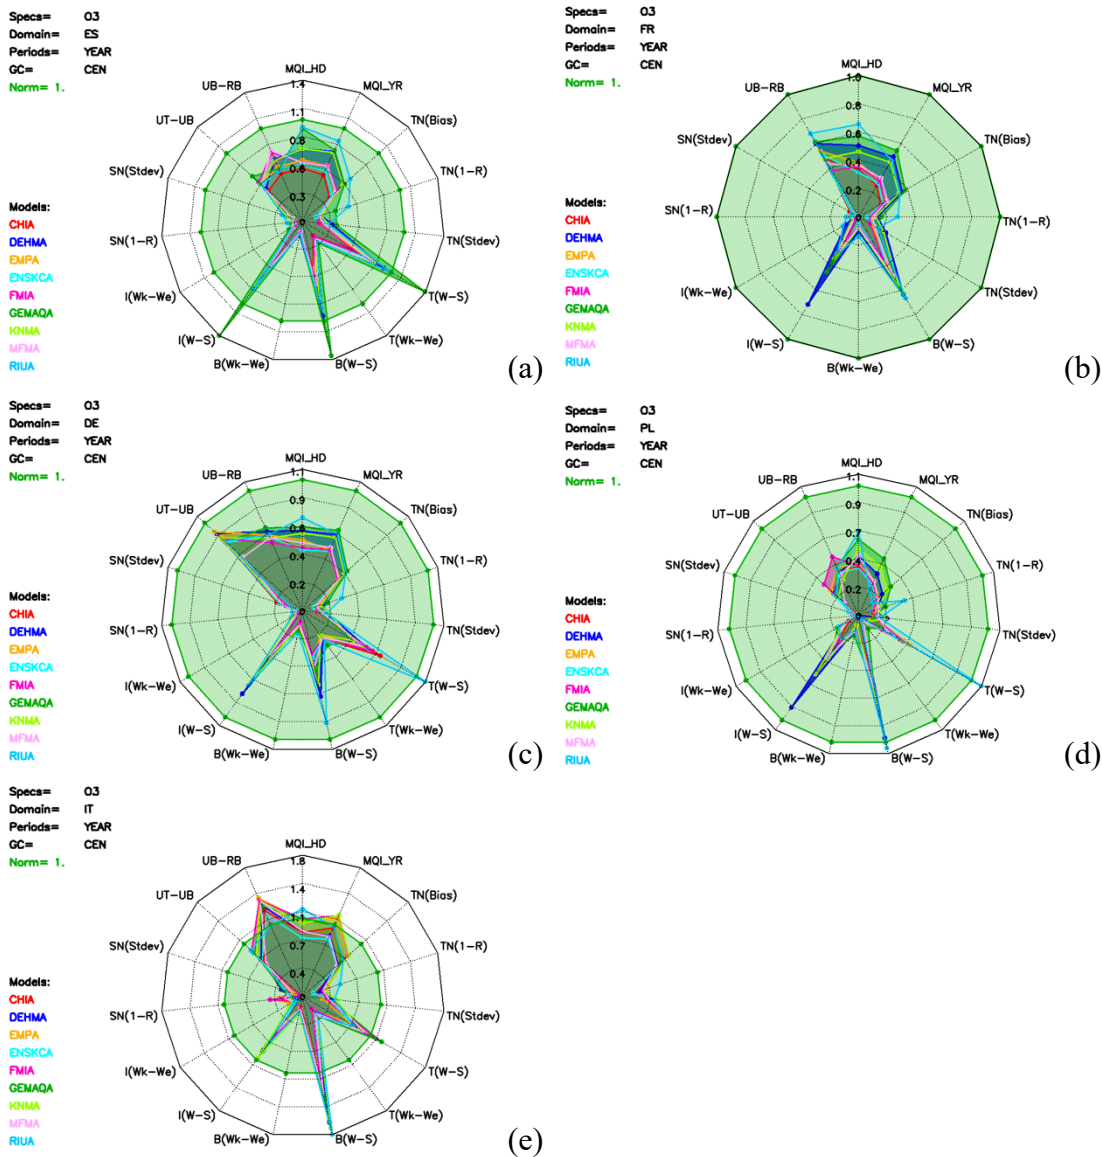 Specs= O3
Domain= ES
Periods= YEAR
GC= CEN
Norm= 1.
MQI_HD
MQI_YR
TN(Bias)
TN(1-R)
TN(Stdev)
T(W-S)
T(Wk-We)
B(W-S)
B(Wk-We)
I(W-S)
I(Wk-We)
SN(1-R)
SN(Stdev)
UT-UB
UB-RB
1.4
1.1
0.8
0.6
0.3
0
Models:
CHIA
DEHMA
EMPA
ENSKCA
FMIA
GEMAQA
KNMA
MFMA
RIUA
(a)
Specs= O3
Domain= FR
Periods= YEAR
GC= CEN
Norm= 1.
MQI_HD
MQI_YR
TN(Bias)
TN(1-R)
TN(Stdev)
B(W-S)
B(Wk-We)
I(W-S)
I(Wk-We)
SN(1-R)
SN(Stdev)
UB-RB
1.0
0.8
0.6
0.4
0.2
0
Models:
CHIA
DEHMA
EMPA
ENSKCA
FMIA
GEMAQA
KNMA
MFMA
RIUA
(b)
Specs= O3
Domain= DE
Periods= YEAR
GC= CEN
Norm= 1.
MQI_HD
MQI_YR
TN(Bias)
TN(1-R)
TN(Stdev)
T(W-S)
T(Wk-We)
B(W-S)
B(Wk-We)
I(W-S)
I(Wk-We)
SN(1-R)
SN(Stdev)
UT-UB
UB-RB
1.1
0.9
0.6
0.4
0.2
0
Models:
CHIA
DEHMA
EMPA
ENSKCA
FMIA
GEMAQA
KNMA
MFMA
RIUA
(c)
Specs= O3
Domain= PL
Periods= YEAR
GC= CEN
Norm= 1.
MQI_HD
MQI_YR
TN(Bias)
TN(1-R)
TN(Stdev)
T(W-S)
T(Wk-We)
B(W-S)
B(Wk-We)
I(W-S)
I(Wk-We)
SN(1-R)
SN(Stdev)
UT-UB
UB-RB
1.1
0.9
0.7
0.2
0
Models:
CHIA
DEHMA
EMPA
ENSKCA
FMIA
GEMAQA
KNMA
MFMA
RIUA
(d)
Specs= O3
Domain= IT
Periods= YEAR
GC= CEN
Norm= 1.
MQI_HD
MQI_YR
TN(Bias)
TN(1-R)
TN(Stdev)
T(W-S)
T(Wk-We)
B(W-S)
B(Wk-We)
I(W-S)
I(Wk-We)
SN(1-R)
SN(Stdev)
UT-UB
UB-RB
1.8
1.4
1.1
0.7
0.4
0
Models:
CHIA
DEHMA
EMPA
ENSKCA
FMIA
GEMAQA
KNMA
MFMA
RIUA
(e)